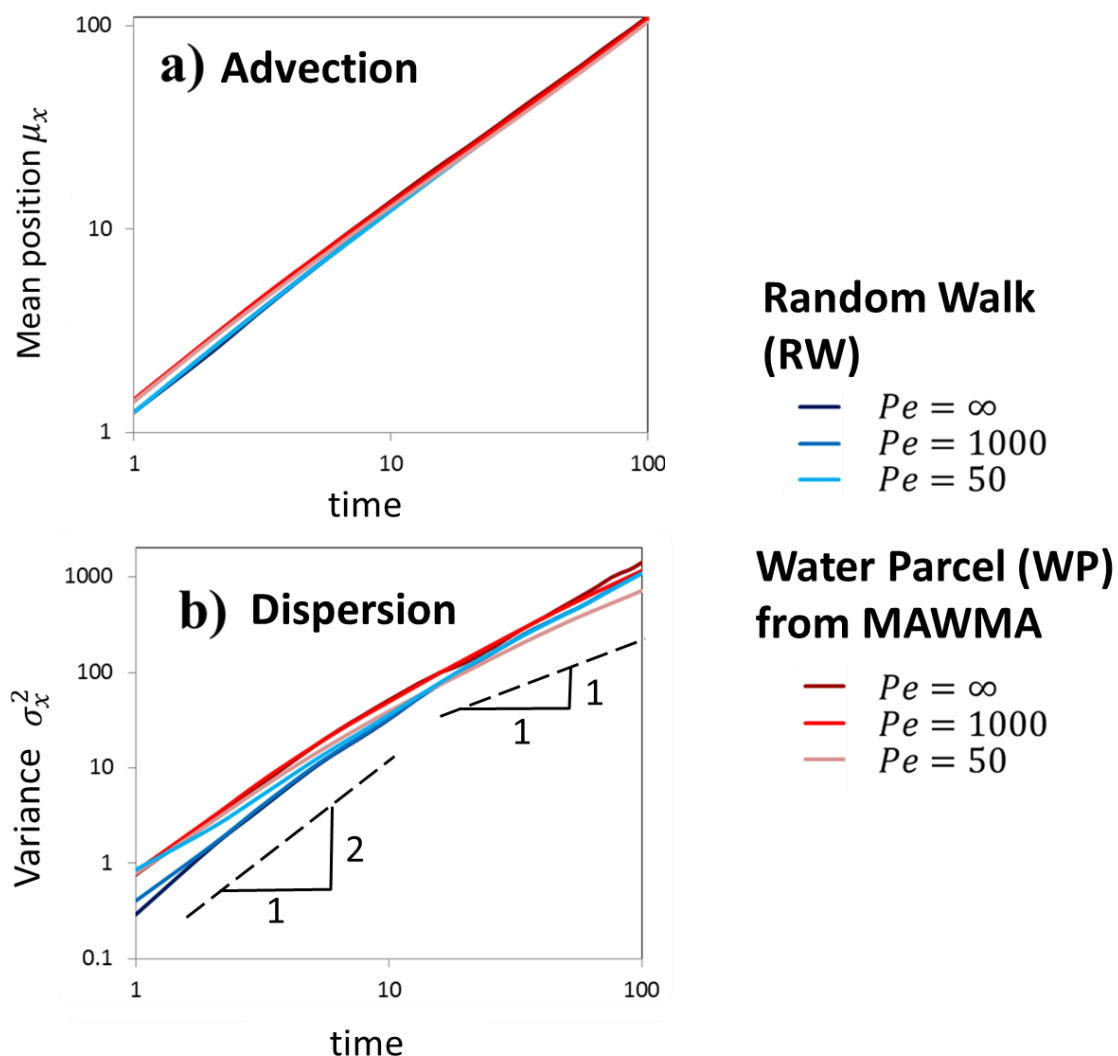 a) Advection
Mean position μₓ
100
10
1
1
10
100
time
b) Dispersion
Variance σₓ²
1000
100
10
1
0.1
1
1
2
1
1
10
100
time
Random Walk
(RW)
Pe = ∞
Pe = 1000
Pe = 50
Water Parcel (WP)
from MAWMA
Pe = ∞
Pe = 1000
Pe = 50